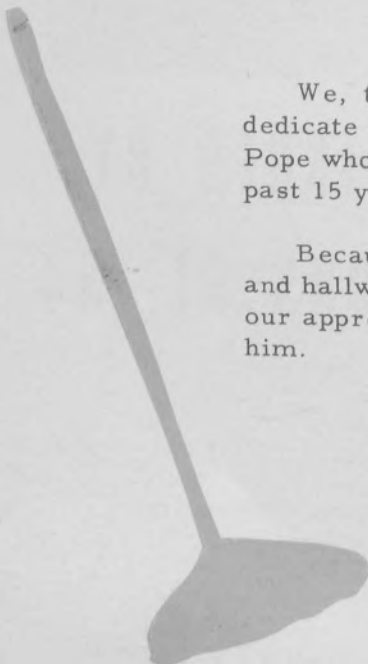 We, t
dedicate
Pope who
past 15 y
Becau
and hallw
our appr
him.